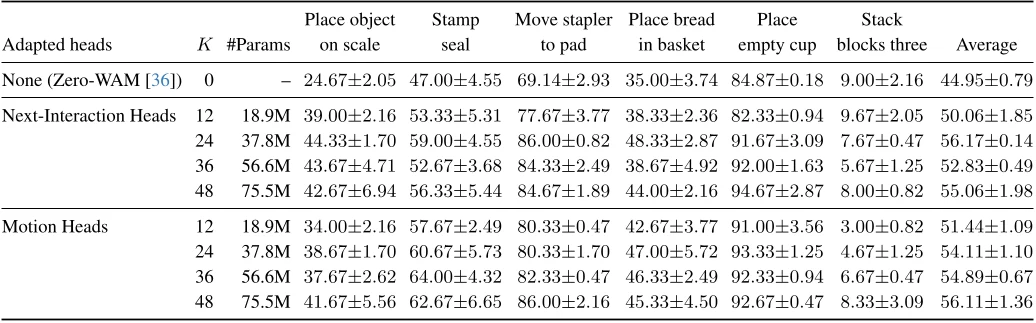 Adapted heads K #Params Place object on scale Stamp seal Move stapler to pad Place bread in basket Place empty cup Stack blocks three Average
None (Zero-WAM [36]) 0 – 24.67±2.05 47.00±4.55 69.14±2.93 35.00±3.74 84.87±0.18 9.00±2.16 44.95±0.79
Next-Interaction Heads 12 18.9M 39.00±2.16 53.33±5.31 77.67±3.77 38.33±2.36 82.33±0.94 9.67±2.05 50.06±1.85
24 37.8M 44.33±1.70 59.00±4.55 86.00±0.82 48.33±2.87 91.67±3.09 7.67±0.47 56.17±0.14
36 56.6M 43.67±4.71 52.67±3.68 84.33±2.49 38.67±4.92 92.00±1.63 5.67±1.25 52.83±0.49
48 75.5M 42.67±6.94 56.33±5.44 84.67±1.89 44.00±2.16 94.67±2.87 8.00±0.82 55.06±1.98
Motion Heads 12 18.9M 34.00±2.16 57.67±2.49 80.33±0.47 42.67±3.77 91.00±3.56 3.00±0.82 51.44±1.09
24 37.8M 38.67±1.70 60.67±5.73 80.33±1.70 47.00±5.72 93.33±1.25 4.67±1.25 54.11±1.10
36 56.6M 37.67±2.62 64.00±4.32 82.33±0.47 46.33±2.49 92.33±0.94 6.67±0.47 54.89±0.67
48 75.5M 41.67±5.56 62.67±6.65 86.00±2.16 45.33±4.50 92.67±0.47 8.33±3.09 56.11±1.36